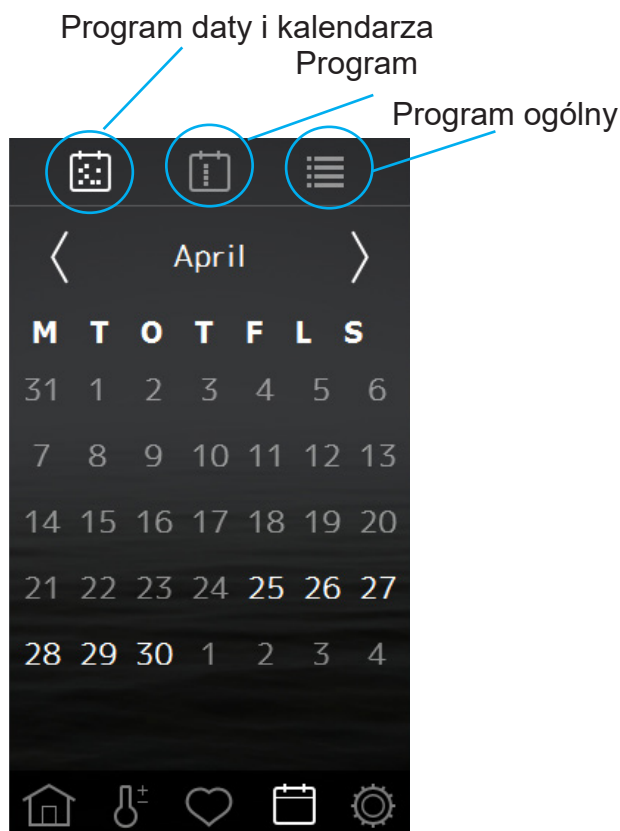 Program daty i kalendarza
Program
Program ogólny
April
M T O T F L S
31 1 2 3 4 5 6
7 8 9 10 11 12 13
14 15 16 17 18 19 20
21 22 23 24 25 26 27
28 29 30 1 2 3 4